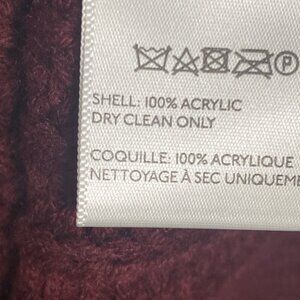 P
SHELL: 100% ACRYLIC
DRY CLEAN ONLY
COQUILLE: 100% ACRYLIQUE
NETTOYAGE À SEC UNIQUEME